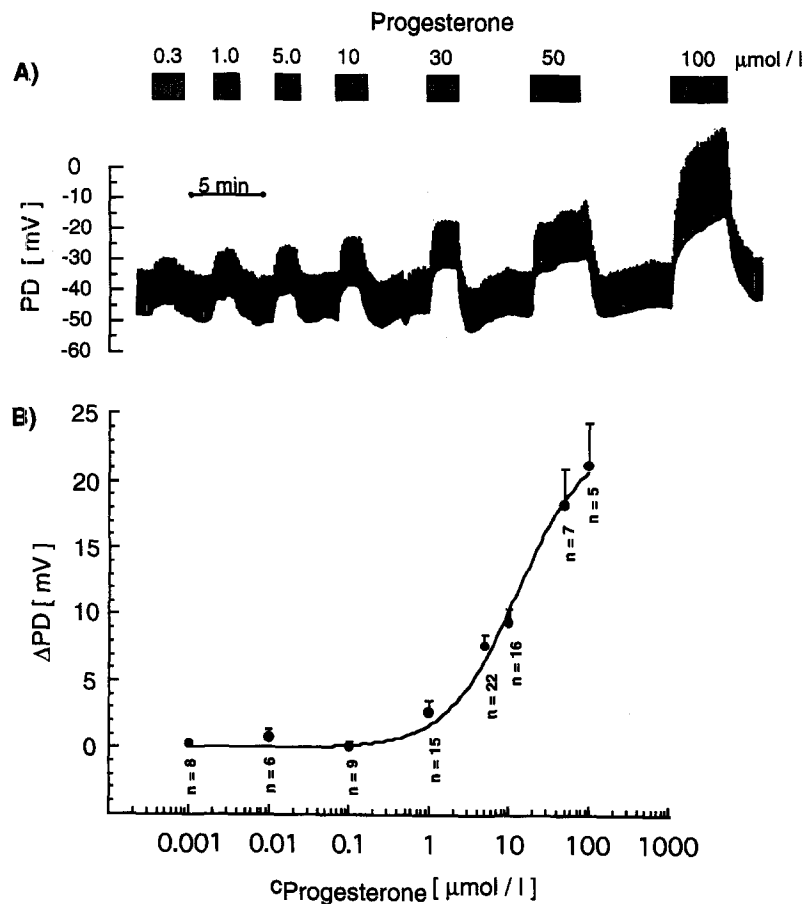 Progesterone
0.3 1.0 5.0 10 30 50 100 µmol / l
A)
5 min
PD [ mV ]
0
-10
-20
-30
-40
-50
-60
B)
ΔPD [ mV ]
25
20
15
10
5
0
n = 8
n = 6
n = 9
n = 15
n = 22
n = 16
n = 7
n = 5
0.001 0.01 0.1 1 10 100 1000
cProgesterone [ µmol / l ]